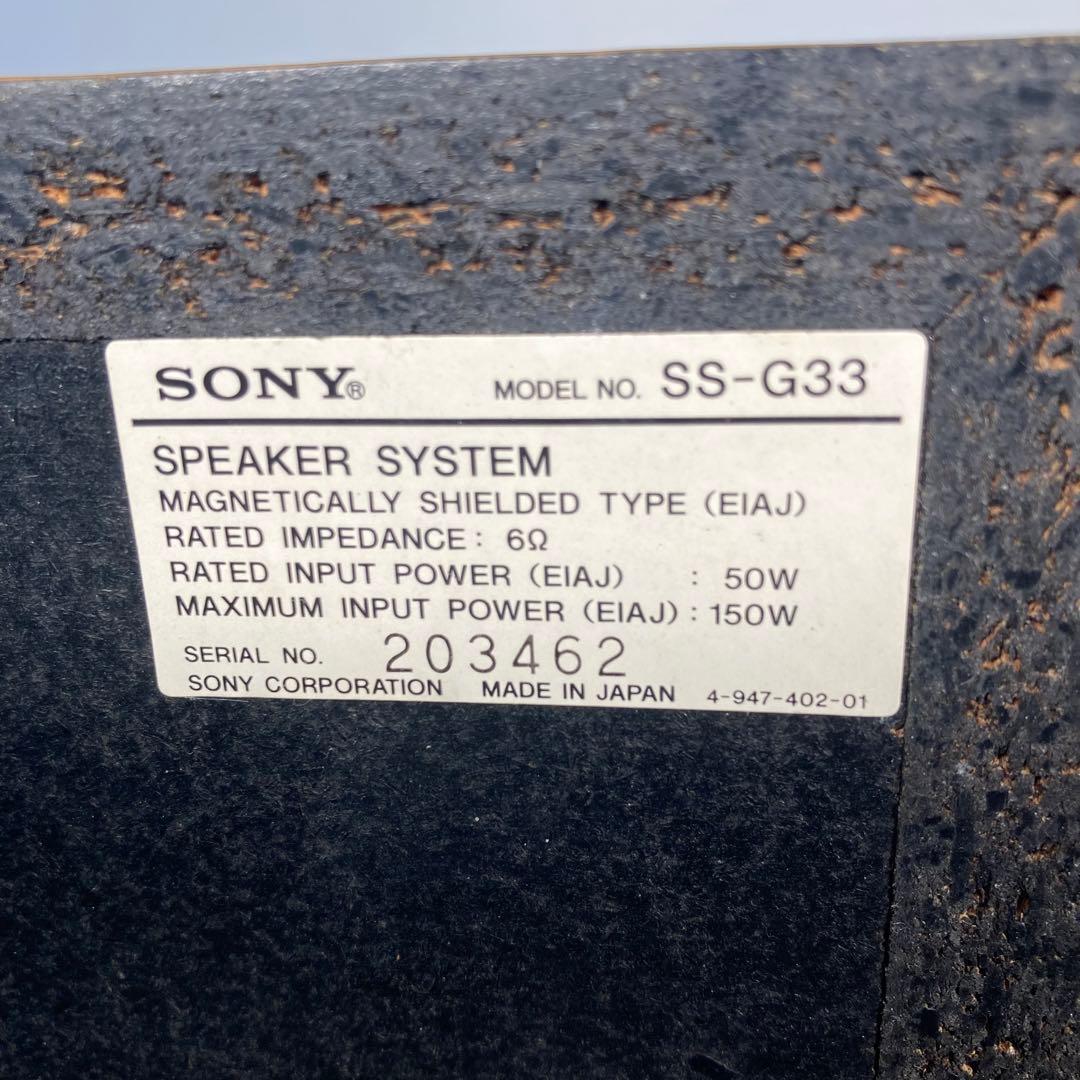 SONY® MODEL NO. SS-G33
SPEAKER SYSTEM
MAGNETICALLY SHIELDED TYPE (EIAJ)
RATED IMPEDANCE: 6Ω
RATED INPUT POWER (EIAJ) : 50W
MAXIMUM INPUT POWER (EIAJ) : 150W
SERIAL NO. 203462
SONY CORPORATION MADE IN JAPAN 4-947-402-01